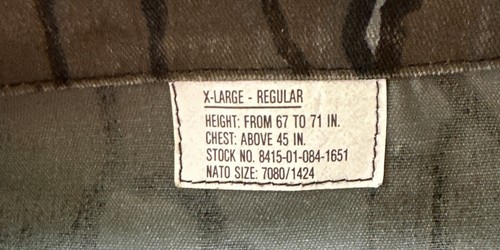 X-LARGE - REGULAR
HEIGHT: FROM 67 TO 71 IN.
CHEST: ABOVE 45 IN.
STOCK NO. 8415-01-084-1651
NATO SIZE: 7080/1424